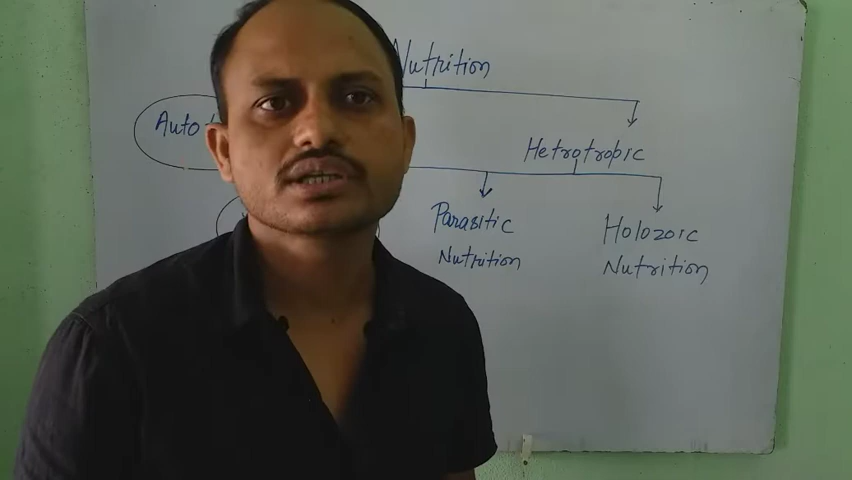 Nutrition
Auto
Hetrotropic
Parasitic
Nutrition
Holozoic
Nutrition